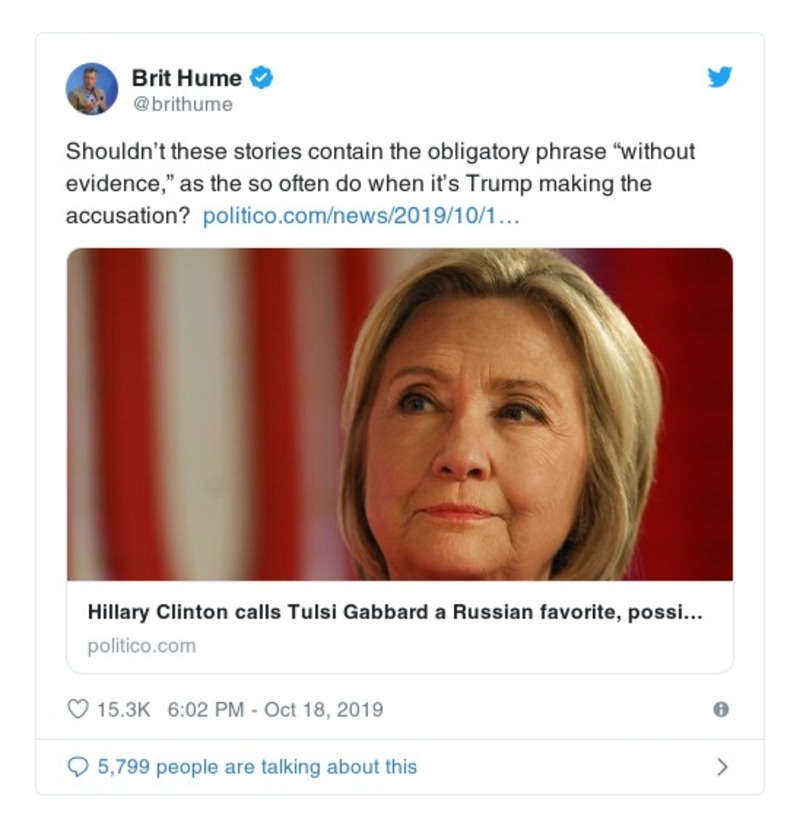 Brit Hume
@brithume
Shouldn’t these stories contain the obligatory phrase “without
evidence,” as the so often do when it’s Trump making the
accusation? politico.com/news/2019/10/1…
Hillary Clinton calls Tulsi Gabbard a Russian favorite, possi…
politico.com
15.3K 6:02 PM - Oct 18, 2019
5,799 people are talking about this